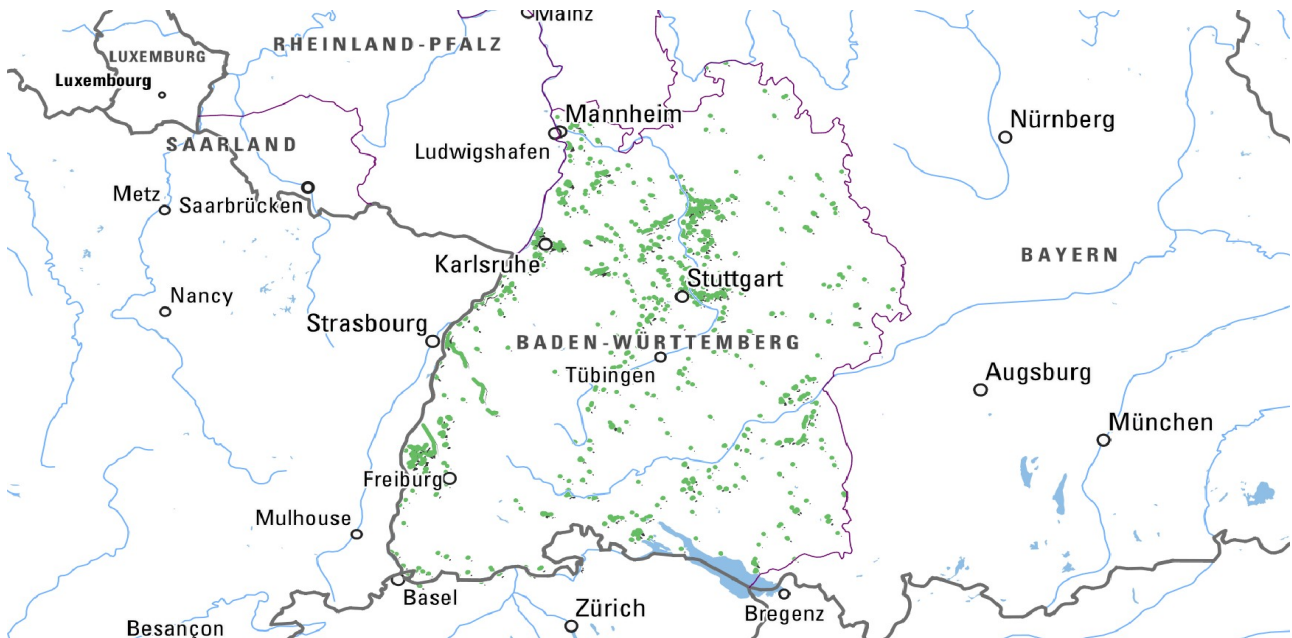 Mainz
RHEINLAND-PFALZ
LUXEMBURG
Luxembourg
Mannheim
Nürnberg
SAARLAND
Ludwigshafen
Metz
Saarbrücken
Karlsruhe
BAYERN
Stuttgart
Nancy
Strasbourg
BADEN-WÜRTTEMBERG
Tübingen
Augsburg
München
Freiburg
Mulhouse
Basel
Zürich
Bregenz
Besançon